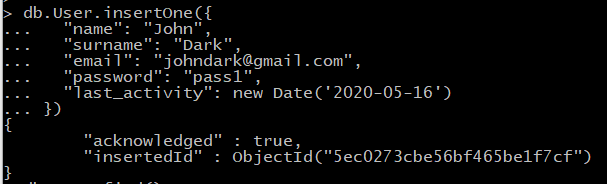 > db.User.insertOne({
...   "name": "John",
...   "surname": "Dark",
...   "email": "johndark@gmail.com",
...   "password": "pass1",
...   "last_activity": new Date('2020-05-16')
... })
{
        "acknowledged" : true,
        "insertedId" : ObjectId("5ec0273cbe56bf465be1f7cf")
}